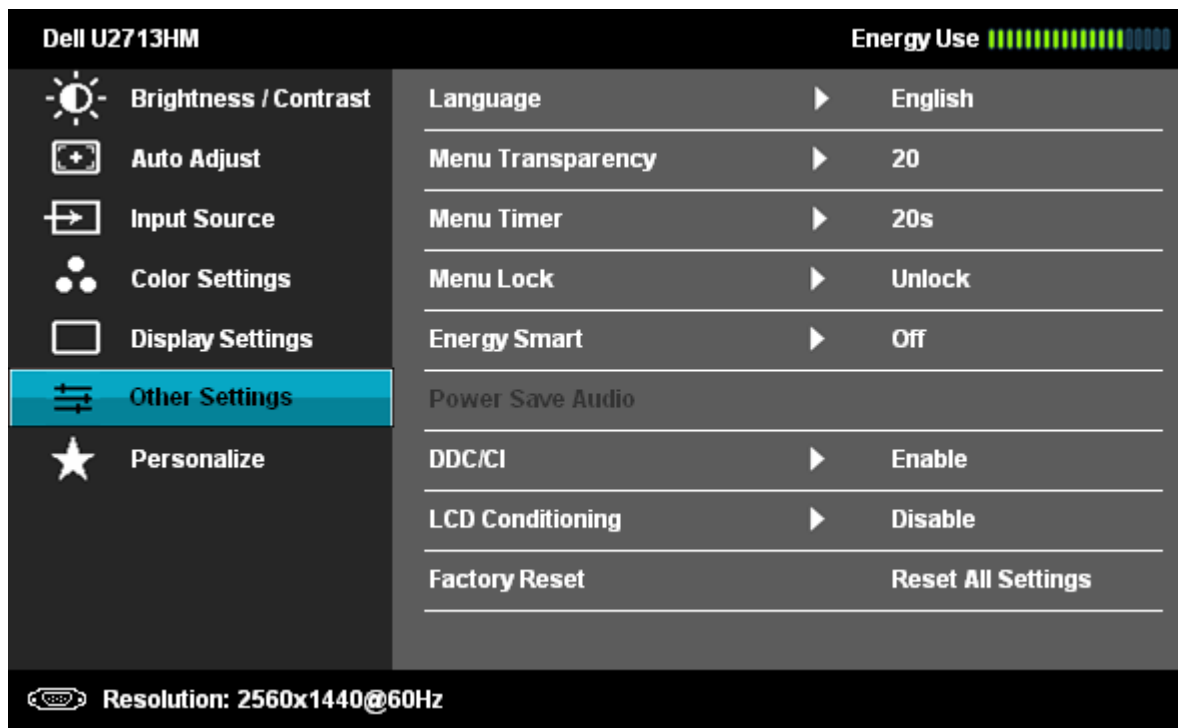 Dell U2713HM Energy Use
Brightness / Contrast Language English
Auto Adjust Menu Transparency 20
Input Source Menu Timer 20s
Color Settings Menu Lock Unlock
Display Settings Energy Smart Off
Other Settings Power Save Audio
Personalize DDC/CI Enable
LCD Conditioning Disable
Factory Reset Reset All Settings
Resolution: 2560x1440@60Hz